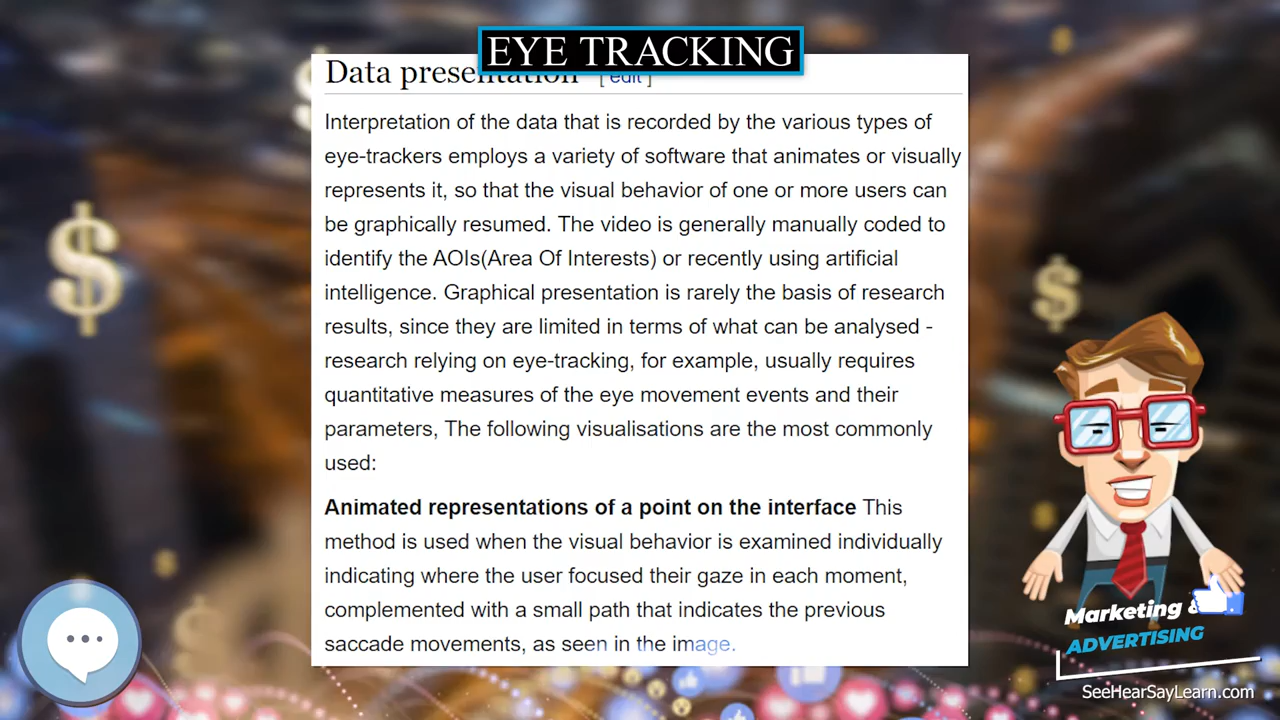 EYE TRACKING
Data presentation [ edit ]
Interpretation of the data that is recorded by the various types of
eye-trackers employs a variety of software that animates or visually
represents it, so that the visual behavior of one or more users can
be graphically resumed. The video is generally manually coded to
identify the AOIs(Area Of Interests) or recently using artificial
intelligence. Graphical presentation is rarely the basis of research
results, since they are limited in terms of what can be analysed -
research relying on eye-tracking, for example, usually requires
quantitative measures of the eye movement events and their
parameters, The following visualisations are the most commonly
used:
Animated representations of a point on the interface This
method is used when the visual behavior is examined individually
indicating where the user focused their gaze in each moment,
complemented with a small path that indicates the previous
saccade movements, as seen in the image.
Marketing &
ADVERTISING
SeeHearSayLearn.com